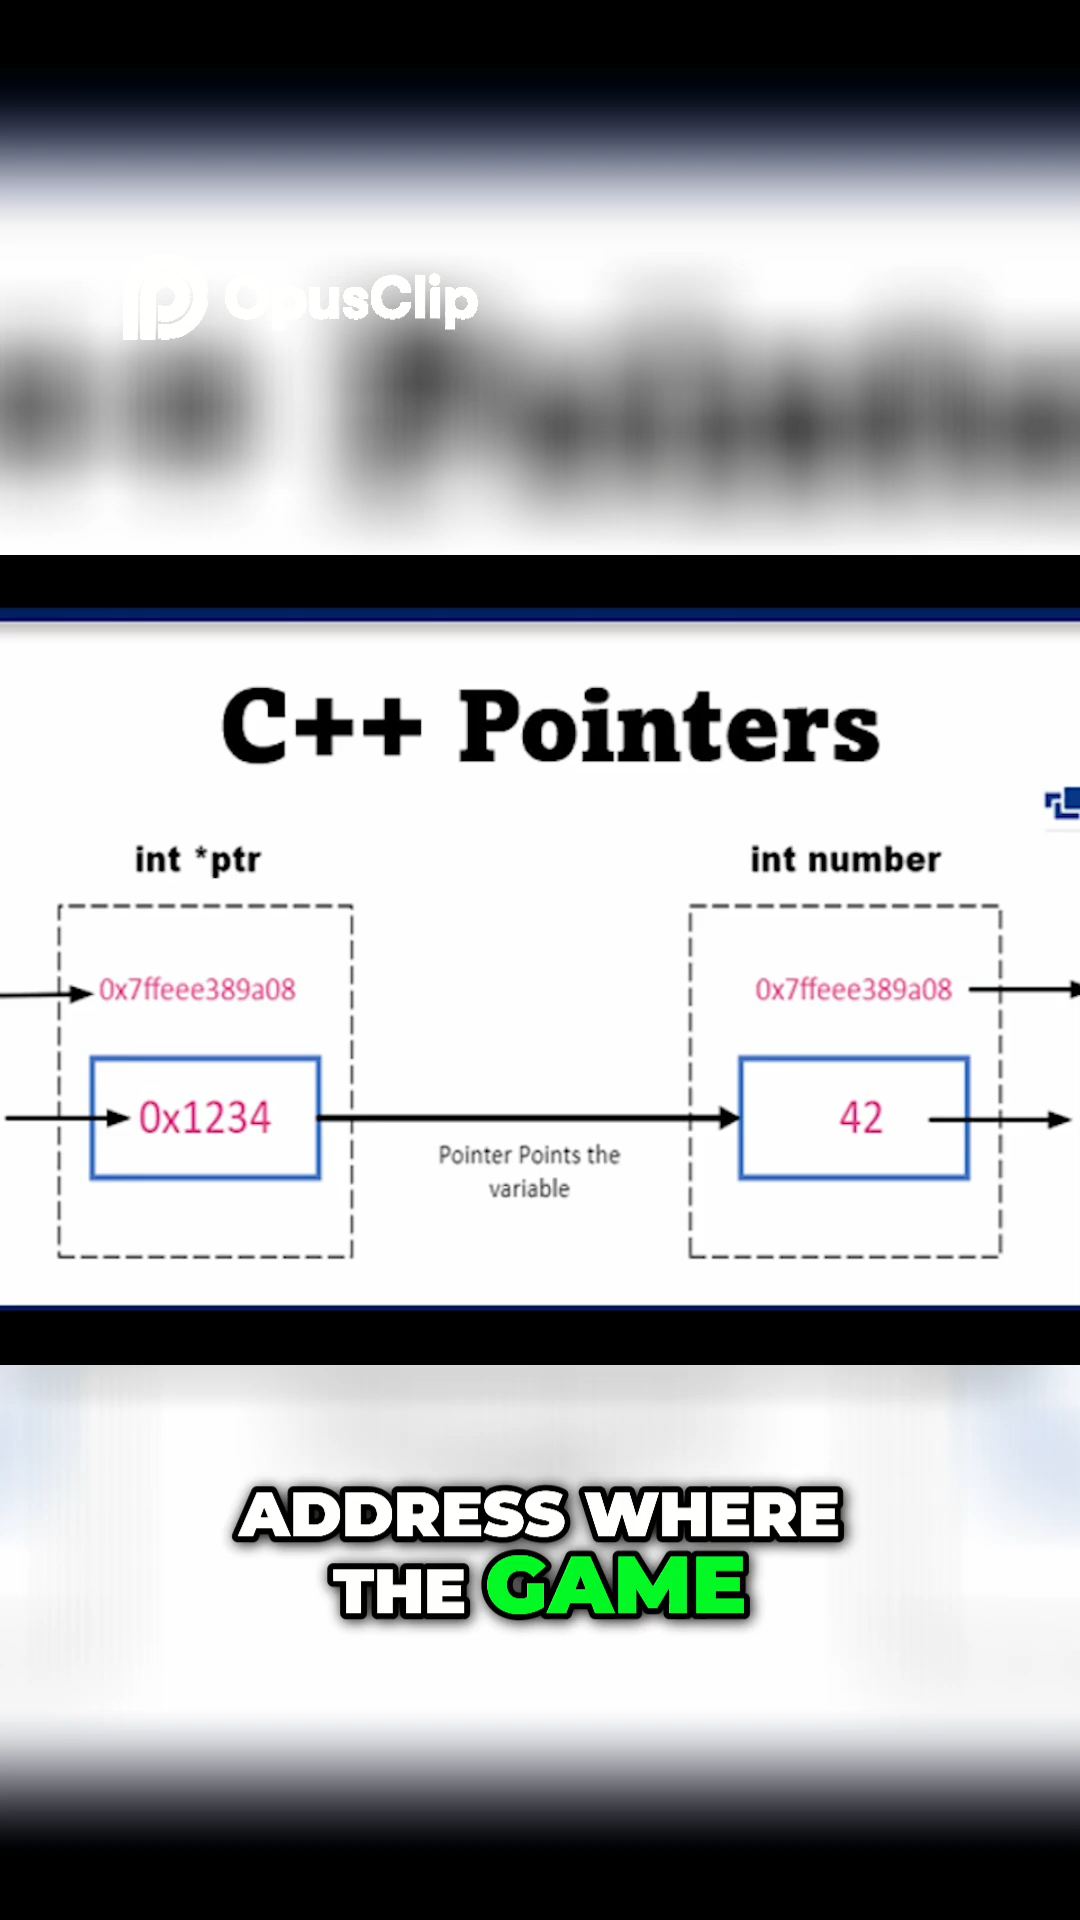 OpusClip
C++ Pointers
int *ptr
int number
0x7ffeee389a08
0x7ffeee389a08
0x1234
42
Pointer Points the
variable
ADDRESS WHERE
THE GAME